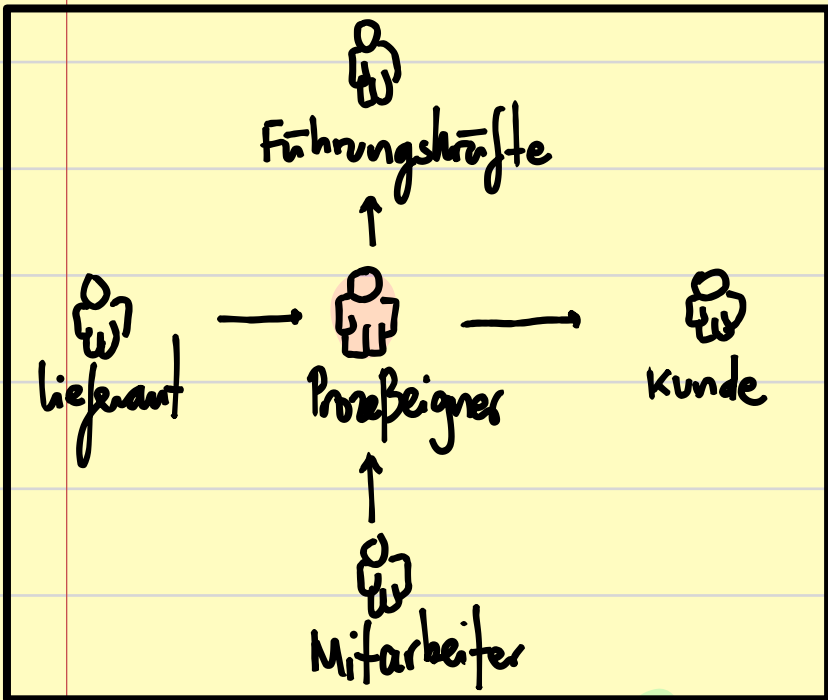 Führungskräfte
Lieferant
Prozeßeigner
Kunde
Mitarbeiter